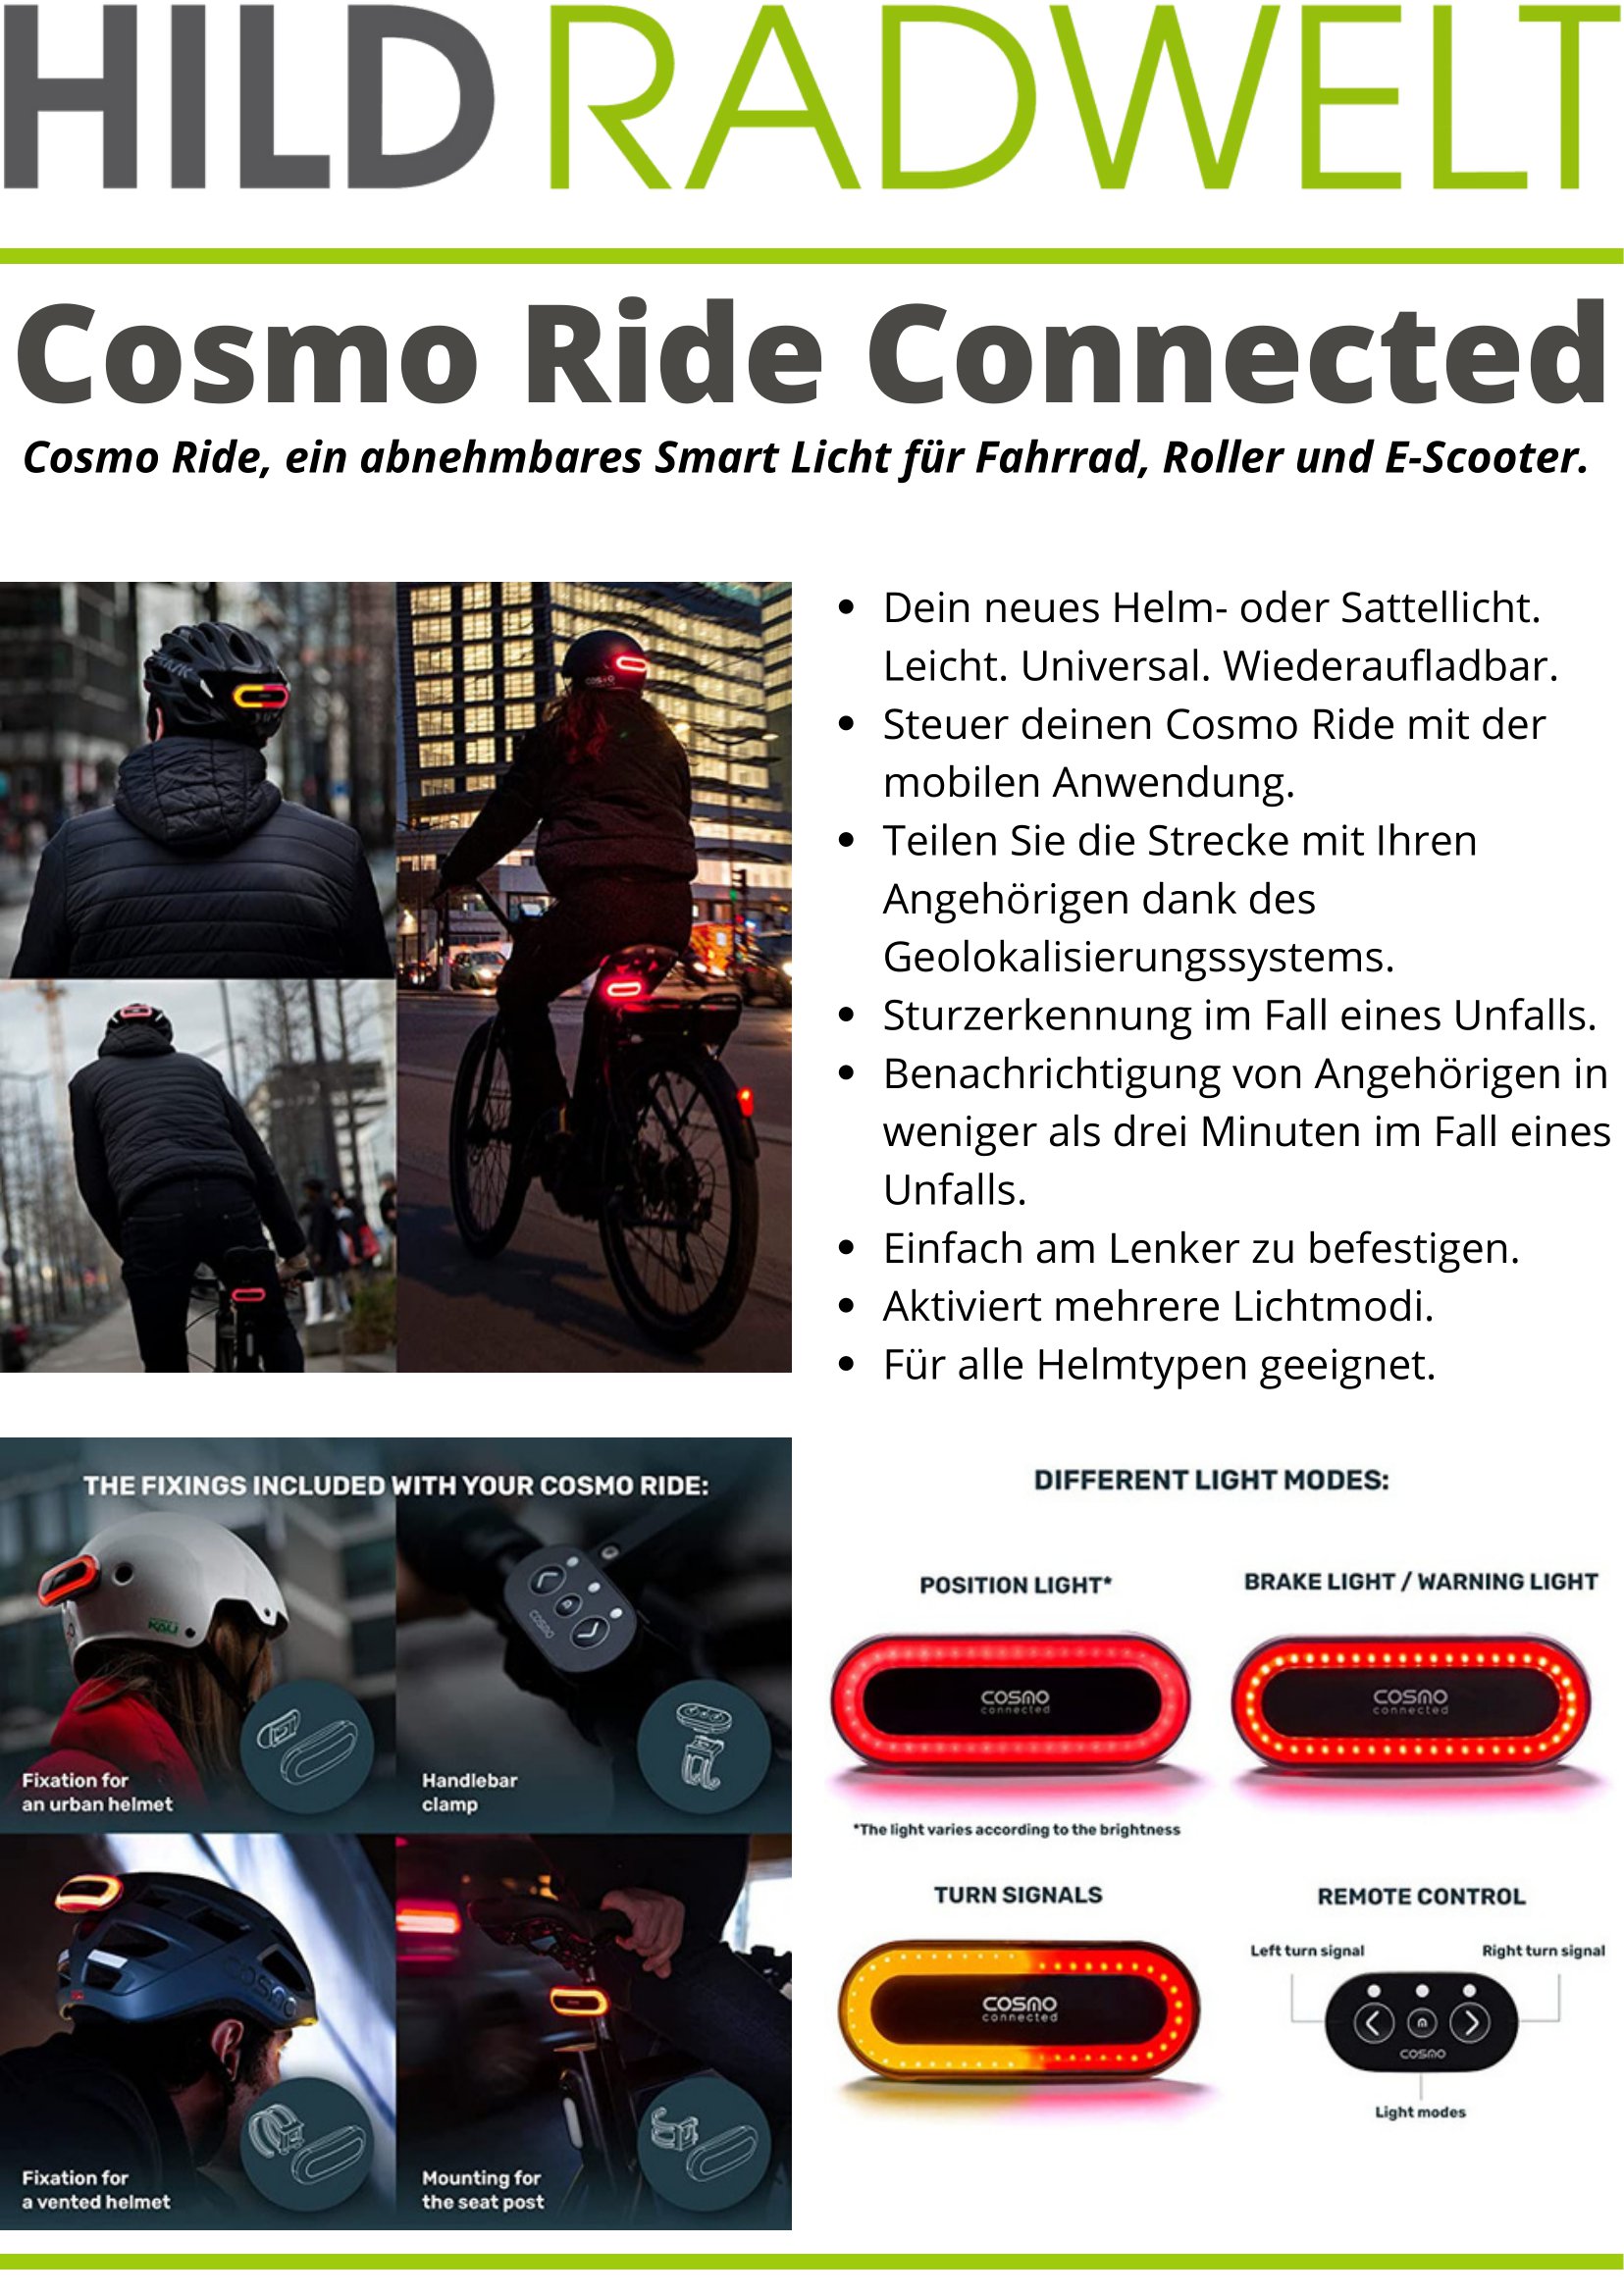 HILD RADWELT
Cosmo Ride Connected
Cosmo Ride, ein abnehmbares Smart Licht für Fahrrad, Roller und E-Scooter.
• Dein neues Helm- oder Sattellicht.
Leicht. Universal. Wiederaufladbar.
• Steuer deinen Cosmo Ride mit der
mobilen Anwendung.
• Teilen Sie die Strecke mit Ihren
Angehörigen dank des
Geolokalisierungssystems.
• Sturzerkennung im Fall eines Unfalls.
• Benachrichtigung von Angehörigen in
weniger als drei Minuten im Fall eines
Unfalls.
• Einfach am Lenker zu befestigen.
• Aktiviert mehrere Lichtmodi.
• Für alle Helmtypen geeignet.
THE FIXINGS INCLUDED WITH YOUR COSMO RIDE:
KALI
COSMO
Fixation for
an urban helmet
Handlebar
clamp
COSMO
Fixation for
a vented helmet
Mounting for
the seat post
DIFFERENT LIGHT MODES:
POSITION LIGHT*
BRAKE LIGHT / WARNING LIGHT
COSMO
connected
COSMO
connected
*The light varies according to the brightness
TURN SIGNALS
REMOTE CONTROL
Left turn signal
Right turn signal
COSMO
connected
COSMO
Light modes